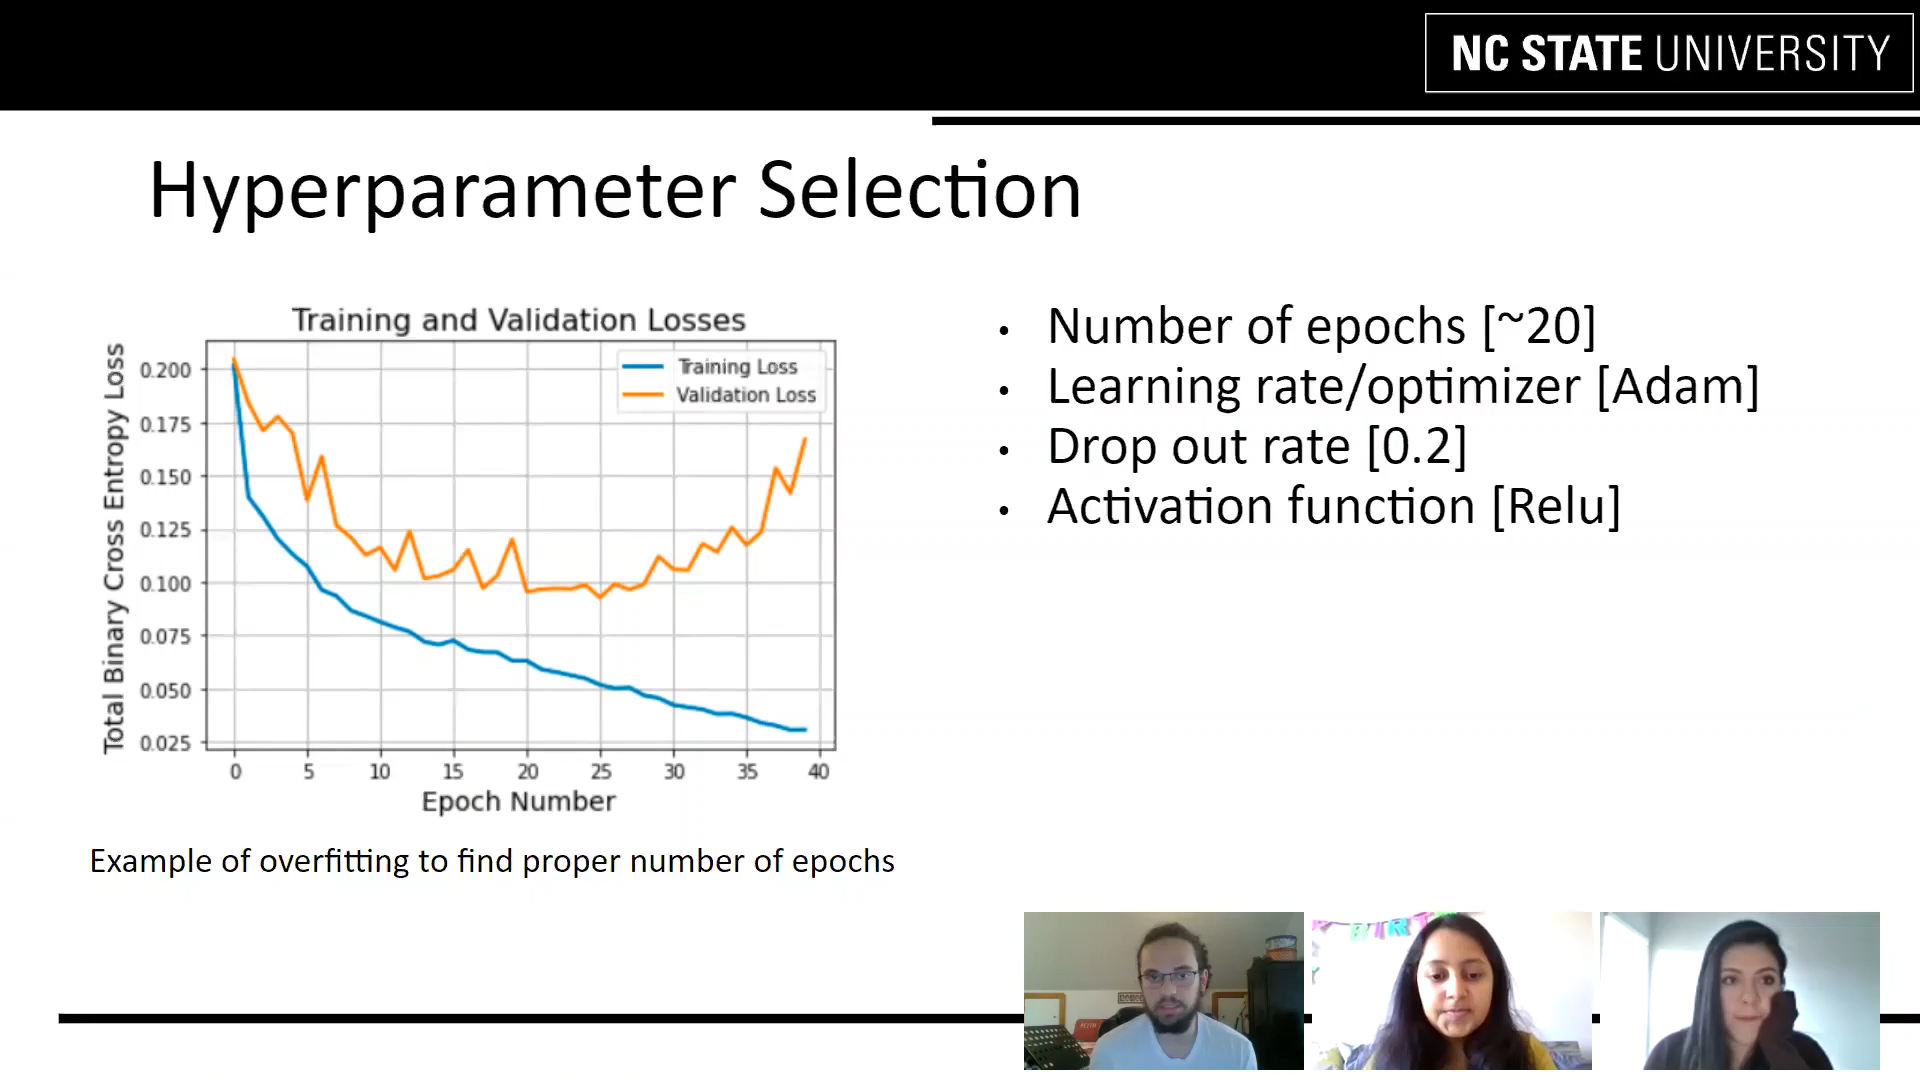 NC STATE UNIVERSITY
Hyperparameter Selection
Training and Validation Losses
Training Loss
Validation Loss
Total Binary Cross Entropy Loss
0.200
0.175
0.150
0.125
0.100
0.075
0.050
0.025
0 5 10 15 20 25 30 35 40
Epoch Number
Example of overfitting to find proper number of epochs
• Number of epochs [~20]
• Learning rate/optimizer [Adam]
• Drop out rate [0.2]
• Activation function [Relu]
BIRT